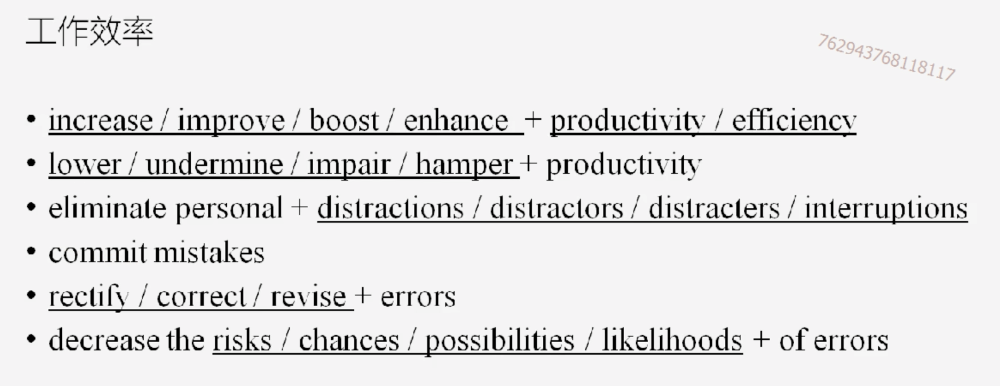 工作效率
762943768118117
• increase / improve / boost / enhance + productivity / efficiency
• lower / undermine / impair / hamper + productivity
• eliminate personal + distractions / distractors / distracters / interruptions
• commit mistakes
• rectify / correct / revise + errors
• decrease the risks / chances / possibilities / likelihoods + of errors